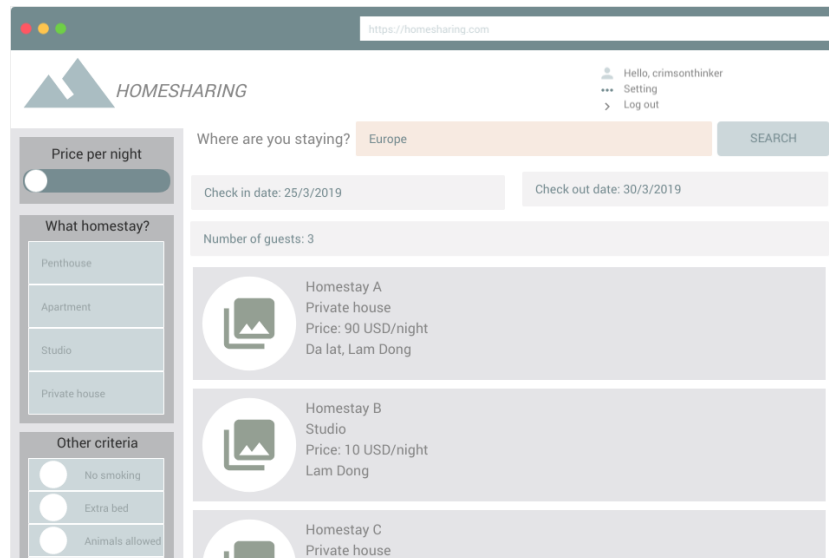 https://homesharing.com
HOMESHARING
Hello, crimsonthinker
Setting
Log out
Price per night
What homestay?
Penthouse
Apartment
Studio
Private house
Other criteria
No smoking
Extra bed
Animals allowed
Where are you staying?
Europe
SEARCH
Check in date: 25/3/2019
Check out date: 30/3/2019
Number of guests: 3
Homestay A
Private house
Price: 90 USD/night
Da lat, Lam Dong
Homestay B
Studio
Price: 10 USD/night
Lam Dong
Homestay C
Private house